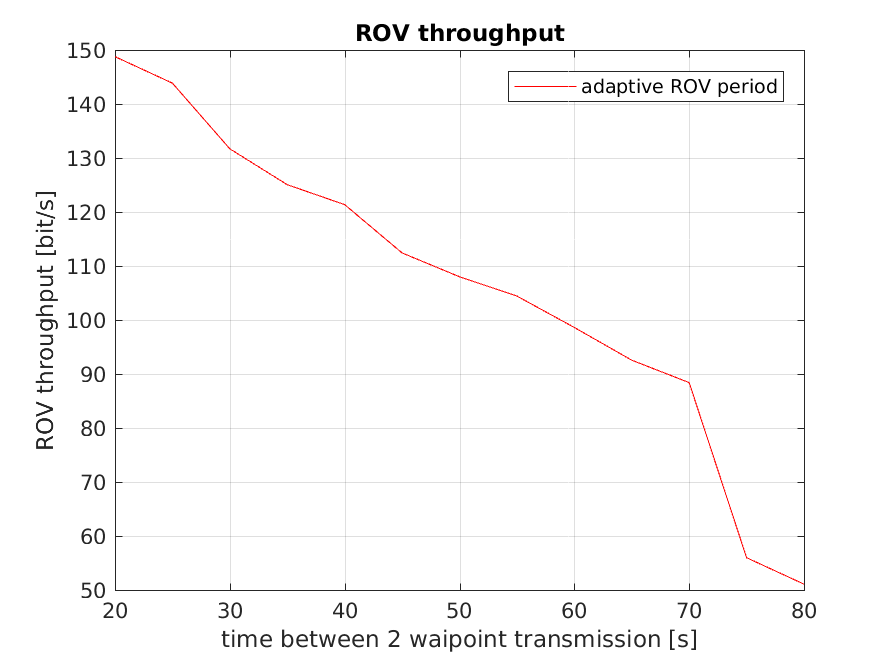 ROV throughput
adaptive ROV period
ROV throughput [bit/s]
150
140
130
120
110
100
90
80
70
60
50
20 30 40 50 60 70 80
time between 2 waipoint transmission [s]